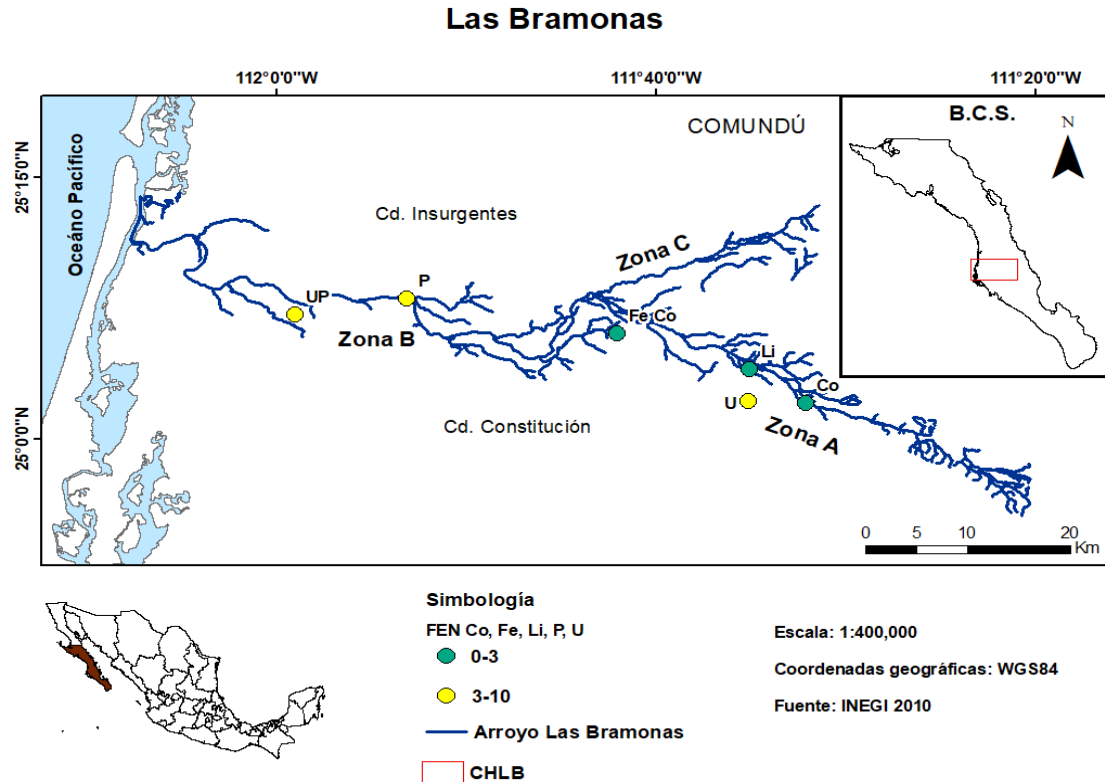 Las Bramonas
112°0'0"W
111°40'0"W
111°20'0"W
25°15'0"N
25°0'0"N
Océano Pacífico
COMUNDÚ
B.C.S.
N
Cd. Insurgentes
Zona C
P
UP
Zona B
Fe Co
Li
Co
U
Zona A
Cd. Constitución
0 5 10 20
Km
Simbología
FEN Co, Fe, Li, P, U
0-3
3-10
Arroyo Las Bramonas
CHLB
Escala: 1:400,000
Coordenadas geográficas: WGS84
Fuente: INEGI 2010